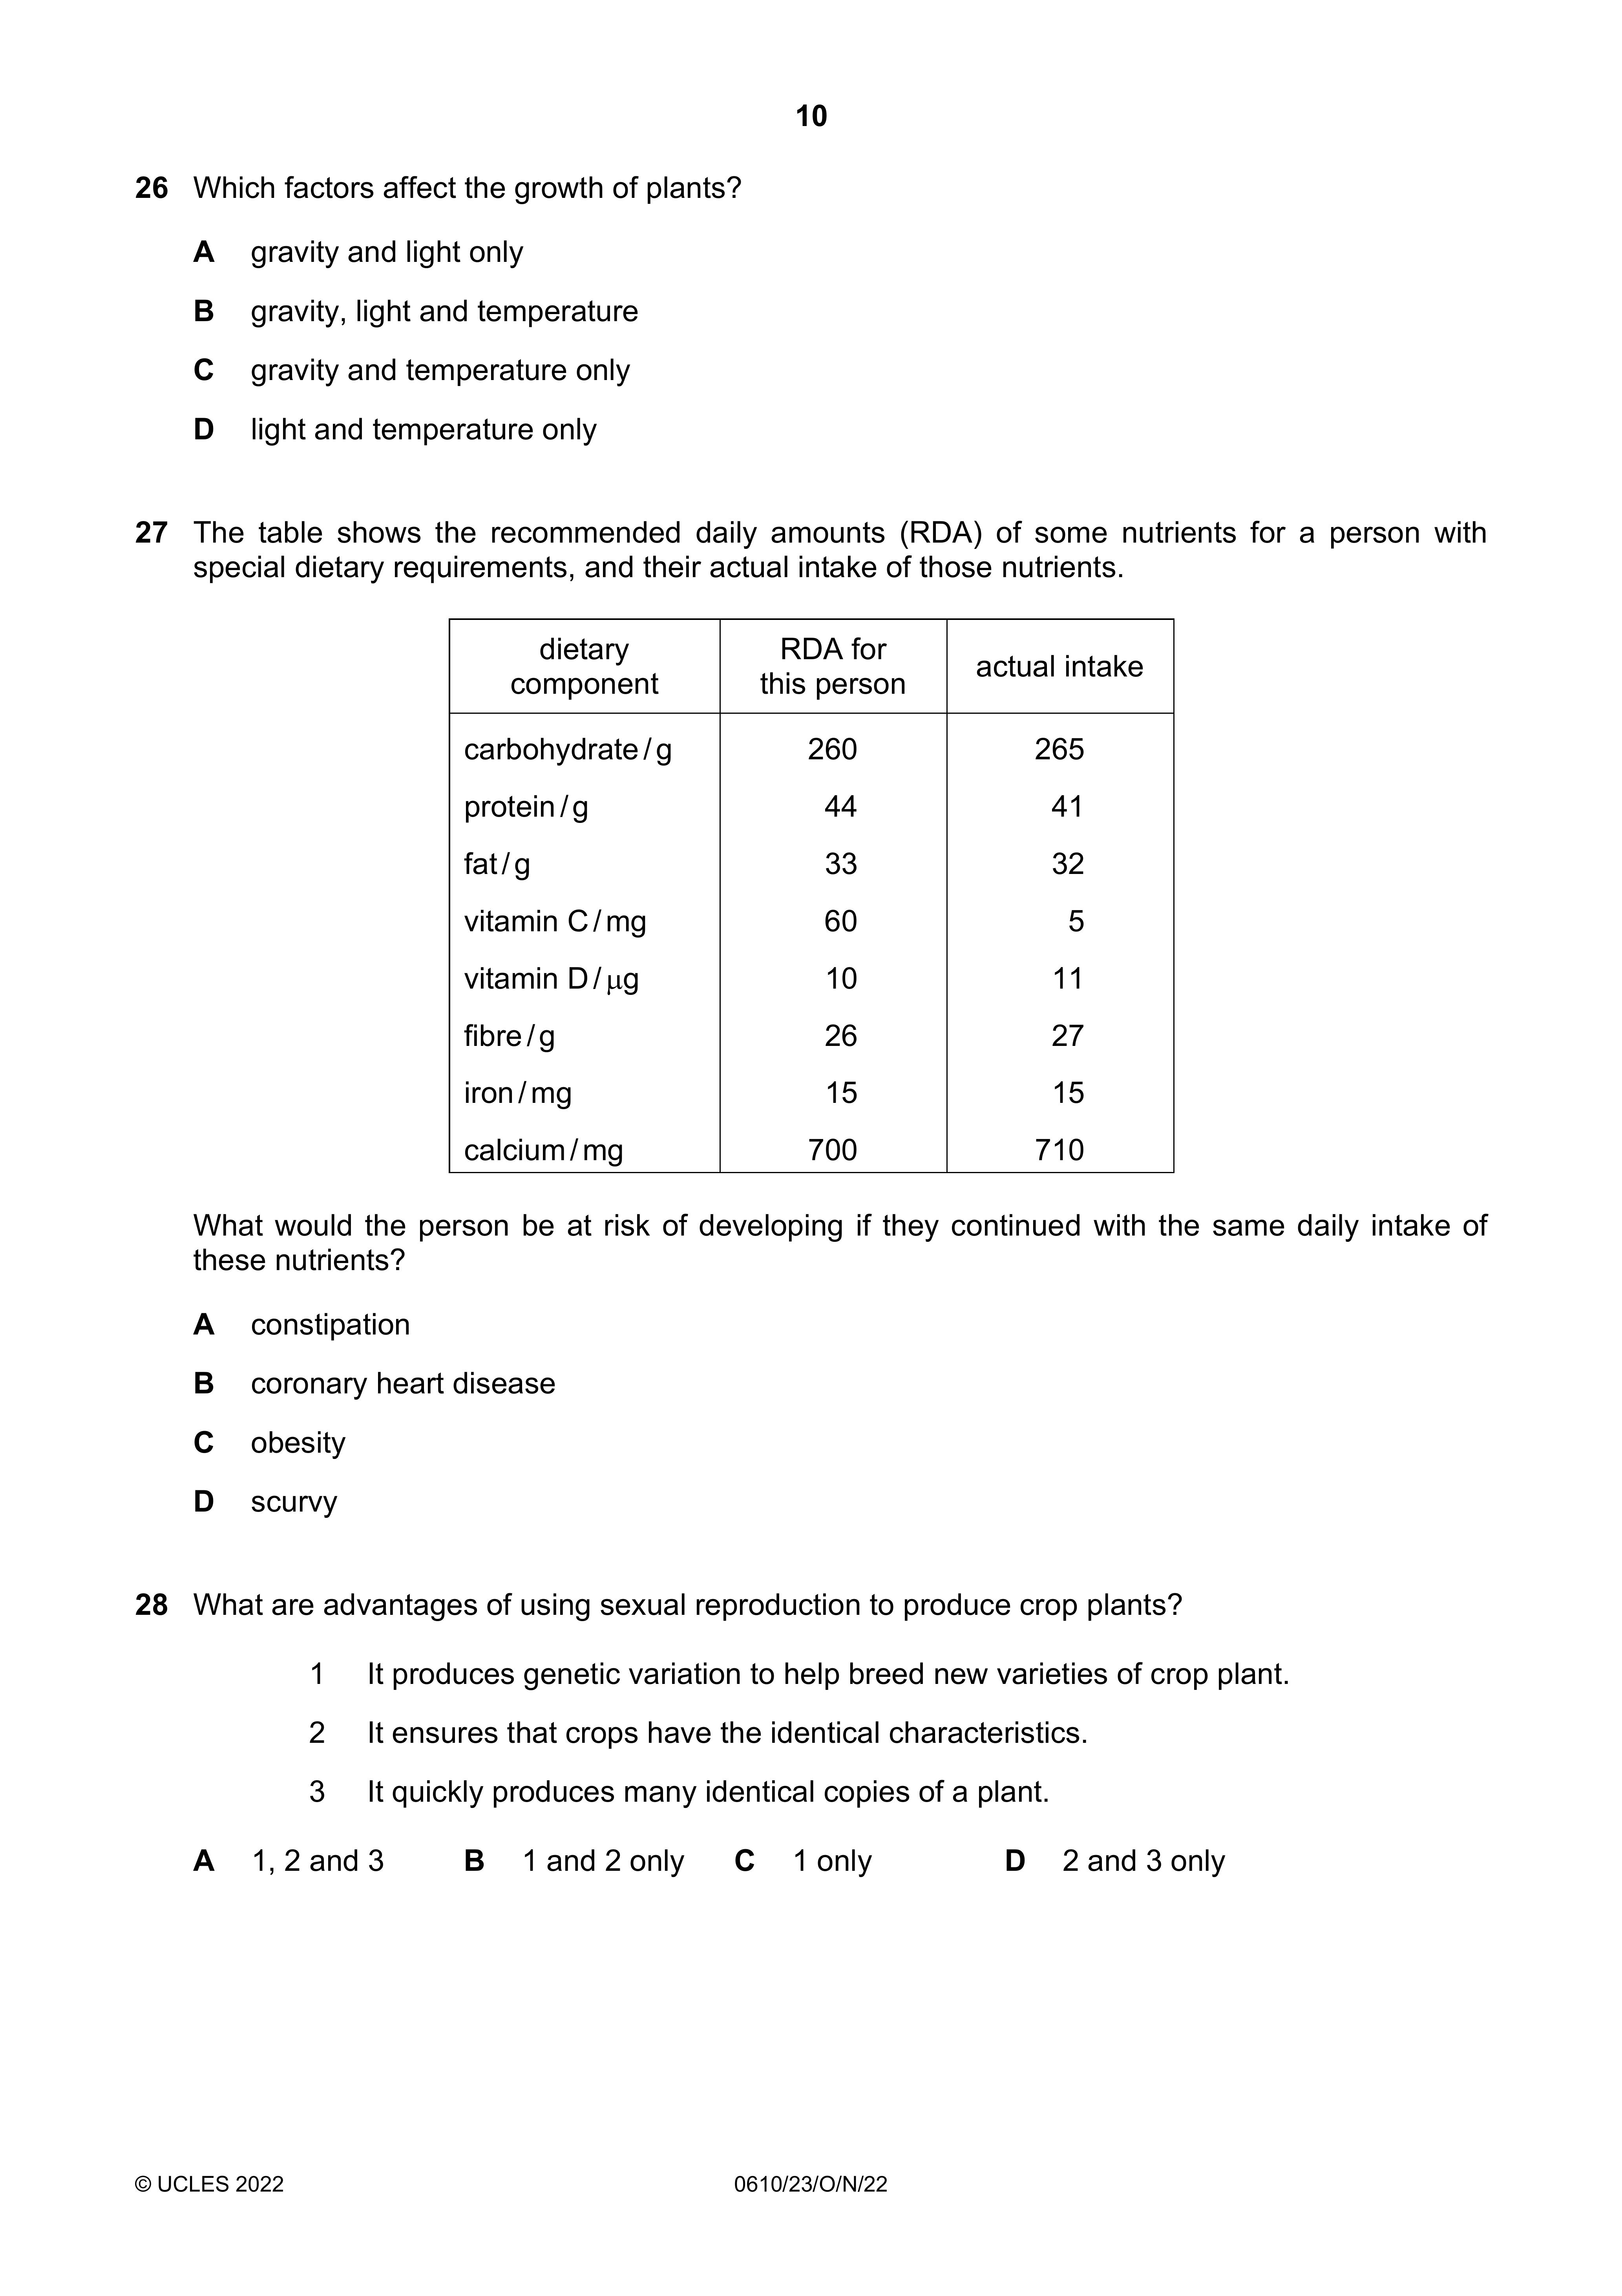 10
26 Which factors affect the growth of plants?
A gravity and light only
B gravity, light and temperature
C gravity and temperature only
D light and temperature only
27 The table shows the recommended daily amounts (RDA) of some nutrients for a person with
special dietary requirements, and their actual intake of those nutrients.
dietary component RDA for this person actual intake
carbohydrate / g 260 265
protein / g 44 41
fat / g 33 32
vitamin C / mg 60 5
vitamin D / μg 10 11
fibre / g 26 27
iron / mg 15 15
calcium / mg 700 710
What would the person be at risk of developing if they continued with the same daily intake of
these nutrients?
A constipation
B coronary heart disease
C obesity
D scurvy
28 What are advantages of using sexual reproduction to produce crop plants?
1 It produces genetic variation to help breed new varieties of crop plant.
2 It ensures that crops have the identical characteristics.
3 It quickly produces many identical copies of a plant.
A 1, 2 and 3 B 1 and 2 only C 1 only D 2 and 3 only
© UCLES 2022 0610/23/O/N/22